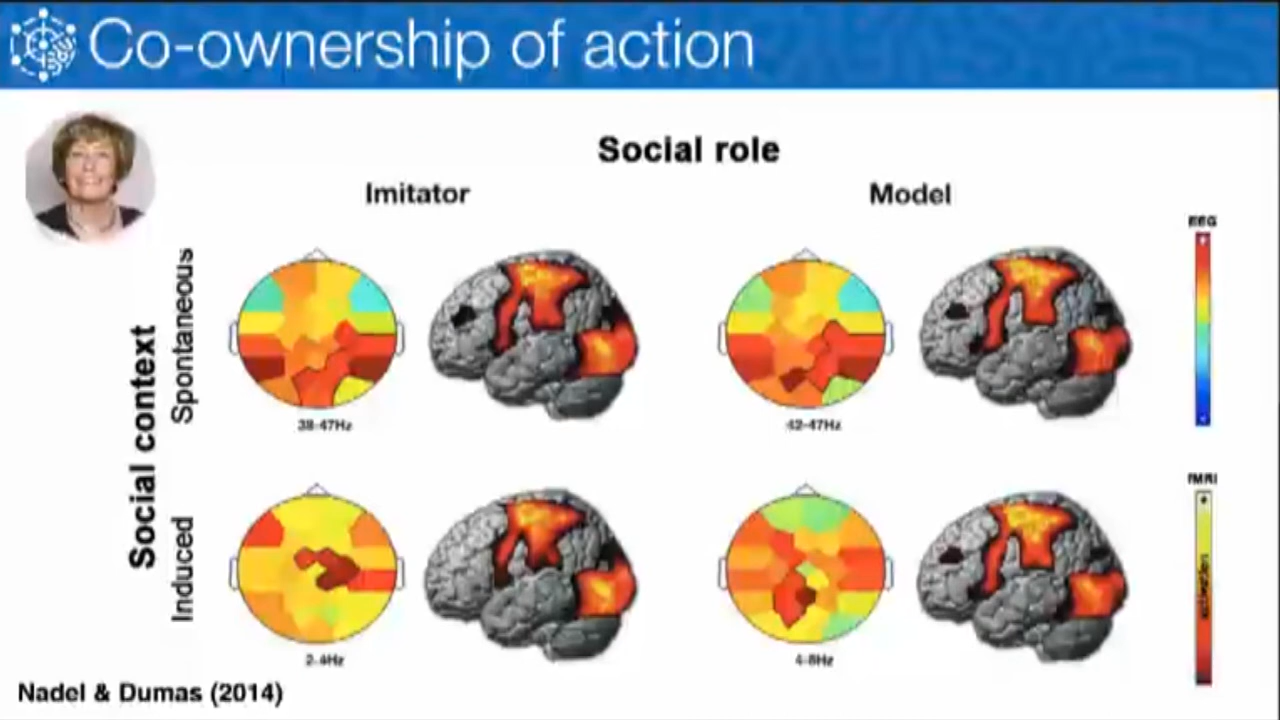 Co-ownership of action
Social role
Imitator
Model
EEG
Social context
Spontaneous
38-47Hz
42-47Hz
fMRI
Induced
activation
2-4Hz
4-8Hz
Nadel & Dumas (2014)